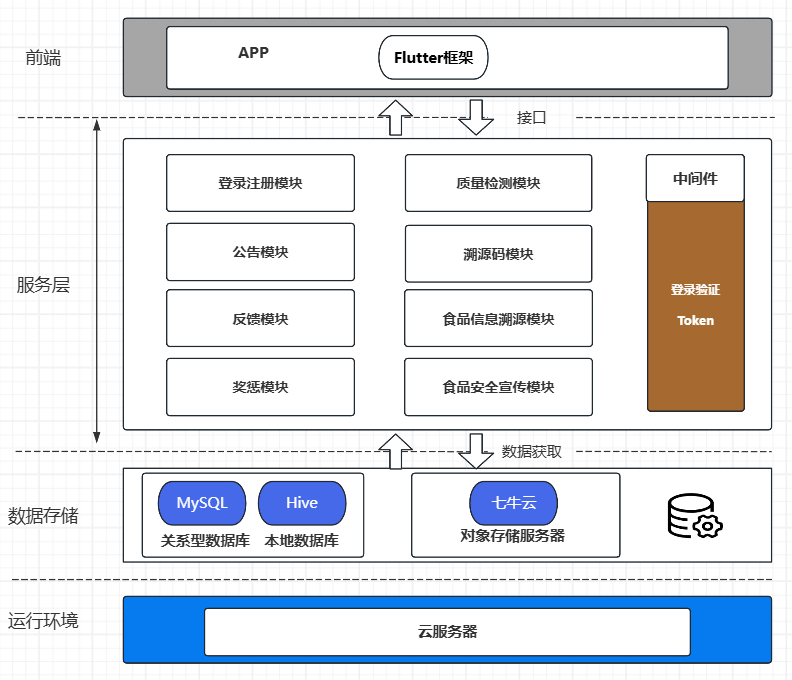 前端
APP
Flutter框架
接口
服务层
登录注册模块
质量检测模块
中间件
公告模块
溯源码模块
登录验证
Token
反馈模块
食品信息溯源模块
奖惩模块
食品安全宣传模块
数据获取
数据存储
MySQL
Hive
七牛云
关系型数据库
本地数据库
对象存储服务器
运行环境
云服务器